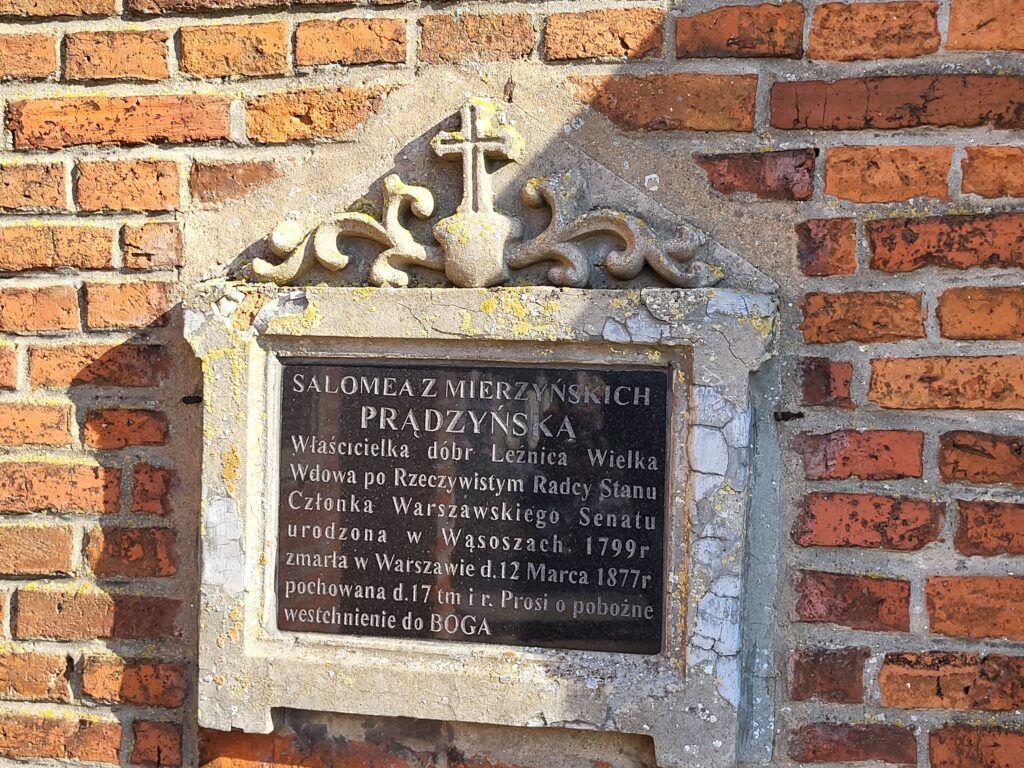 SALOMEA Z MIERZYŃSKICH
PRĄDZYŃSKA
Właścicielka dóbr Leźnica Wielka
Wdowa po Rzeczywistym Radcy Stanu
Członka Warszawskiego Senatu
urodzona w Wąsoszach 1799r
zmarła w Warszawie d.12 Marca 1877r
pochowana d.17 tm i r. Prosi o pobożne
westchnienie do BOGA